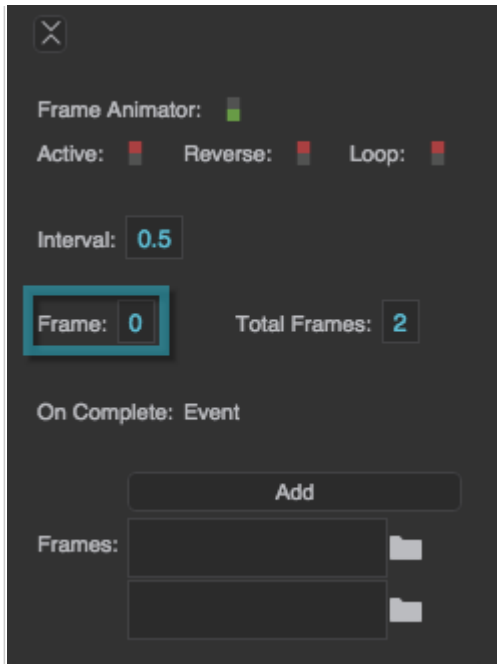 Frame Animator:
Active: Reverse: Loop:
Interval: 0.5
Frame: 0 Total Frames: 2
On Complete: Event
Add
Frames: